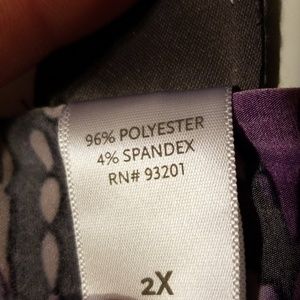 96% POLYESTER
4% SPANDEX
RN# 93201
2X